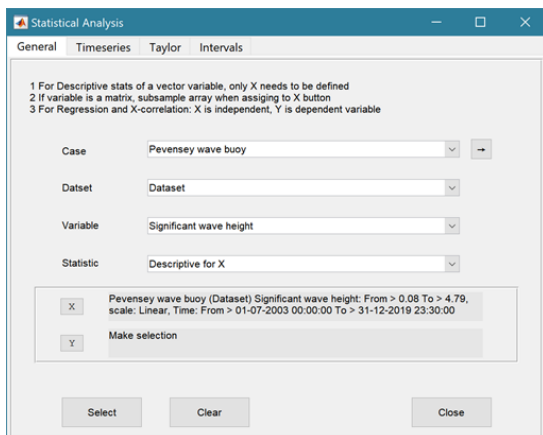 Statistical Analysis
General Timeseries Taylor Intervals
1 For Descriptive stats of a vector variable, only X needs to be defined
2 If variable is a matrix, subsample array when assiging to X button
3 For Regression and X-correlation: X is independent, Y is dependent variable
Case Pevensey wave buoy →
Datset Dataset
Variable Significant wave height
Statistic Descriptive for X
X Pevensey wave buoy (Dataset) Significant wave height: From > 0.08 To > 4.79,
scale: Linear, Time: From > 01-07-2003 00:00:00 To > 31-12-2019 23:30:00
Y Make selection
Select Clear Close